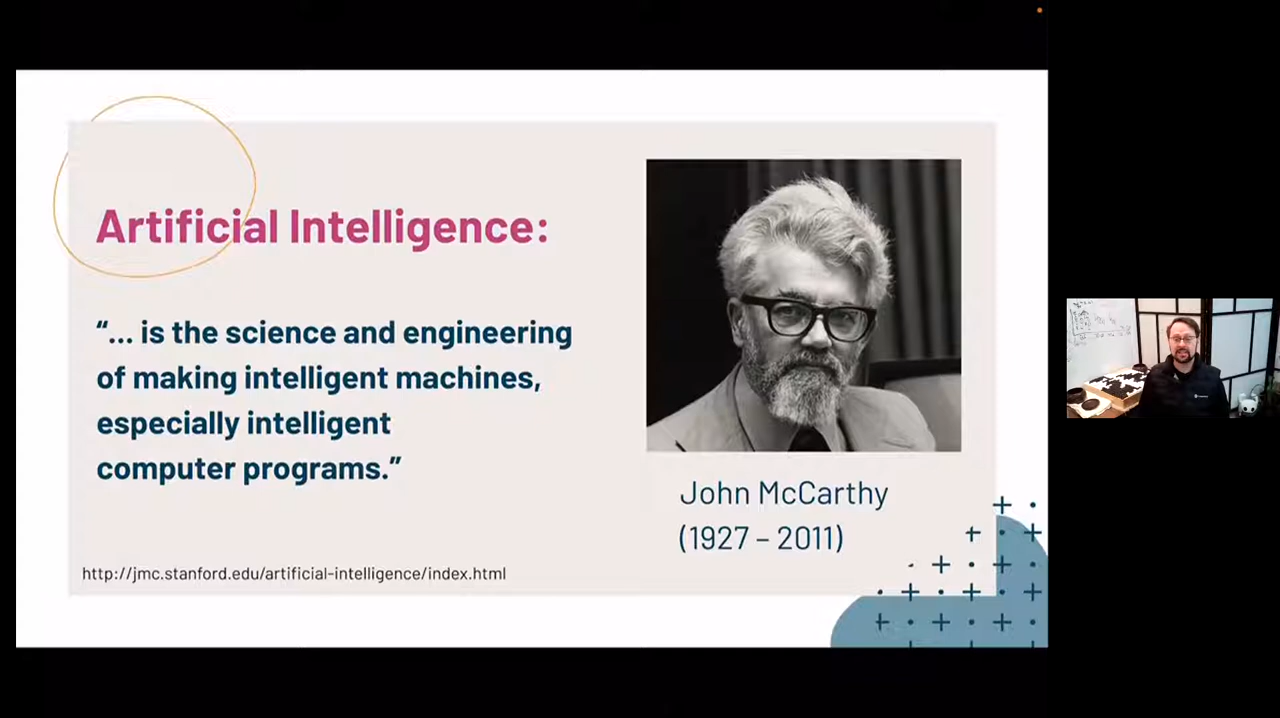 Artificial Intelligence:
“... is the science and engineering
of making intelligent machines,
especially intelligent
computer programs.”
John McCarthy
(1927 – 2011)
http://jmc.stanford.edu/artificial-intelligence/index.html